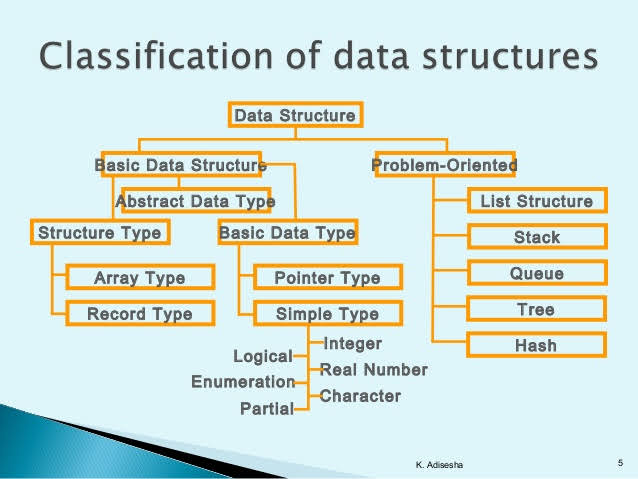 Classification of data structures
Data Structure
Basic Data Structure
Problem-Oriented
Abstract Data Type
List Structure
Structure Type
Basic Data Type
Stack
Array Type
Pointer Type
Queue
Record Type
Simple Type
Tree
Integer
Hash
Logical
Real Number
Enumeration
Character
Partial
K. Adisesha
5